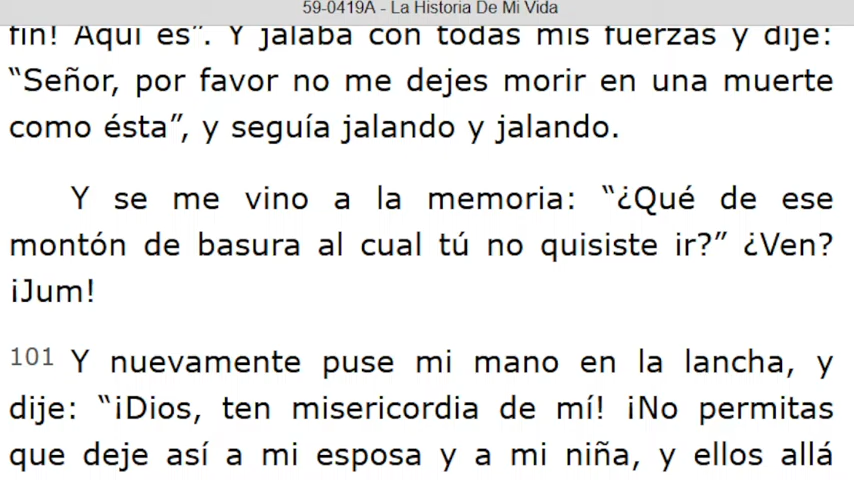 59-0419A - La Historia De Mi Vida
fin! Aquí es”. Y jalaba con todas mis fuerzas y dije:
“Señor, por favor no me dejes morir en una muerte
como ésta”, y seguía jalando y jalando.
Y se me vino a la memoria: “¿Qué de ese
montón de basura al cual tú no quisiste ir?” ¿Ven?
¡Jum!
101 Y nuevamente puse mi mano en la lancha, y
dije: “¡Dios, ten misericordia de mí! ¡No permitas
que deje así a mi esposa y a mi niña, y ellos allá